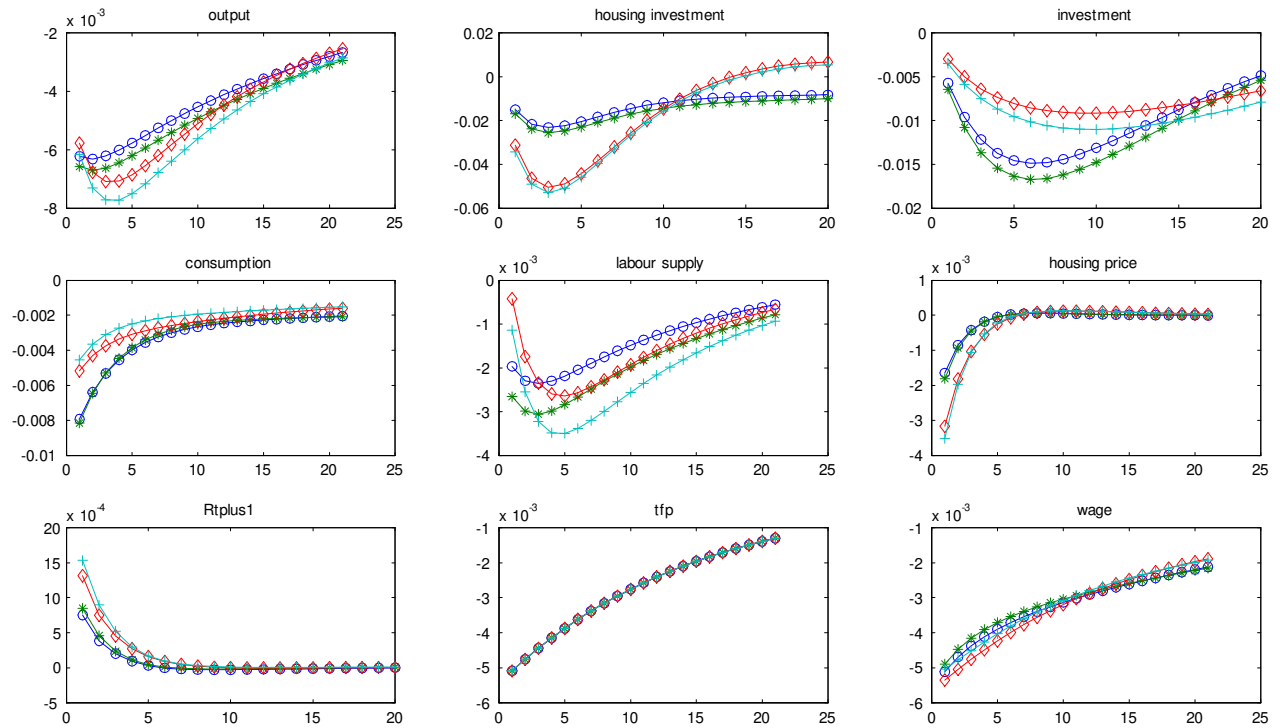 output
x 10-3
-2
-4
-6
-8
0 5 10 15 20 25
housing investment
0.02
0
-0.02
-0.04
-0.06
0 5 10 15 20
investment
0
-0.005
-0.01
-0.015
-0.02
0 5 10 15 20
consumption
0
-0.002
-0.004
-0.006
-0.008
-0.01
0 5 10 15 20 25
labour supply
x 10-3
0
-1
-2
-3
-4
0 5 10 15 20 25
housing price
x 10-3
1
0
-1
-2
-3
-4
0 5 10 15 20 25
Rtplus1
x 10-4
20
15
10
5
0
-5
0 5 10 15 20
tfp
x 10-3
-1
-2
-3
-4
-5
-6
0 5 10 15 20 25
wage
x 10-3
-1
-2
-3
-4
-5
-6
0 5 10 15 20 25